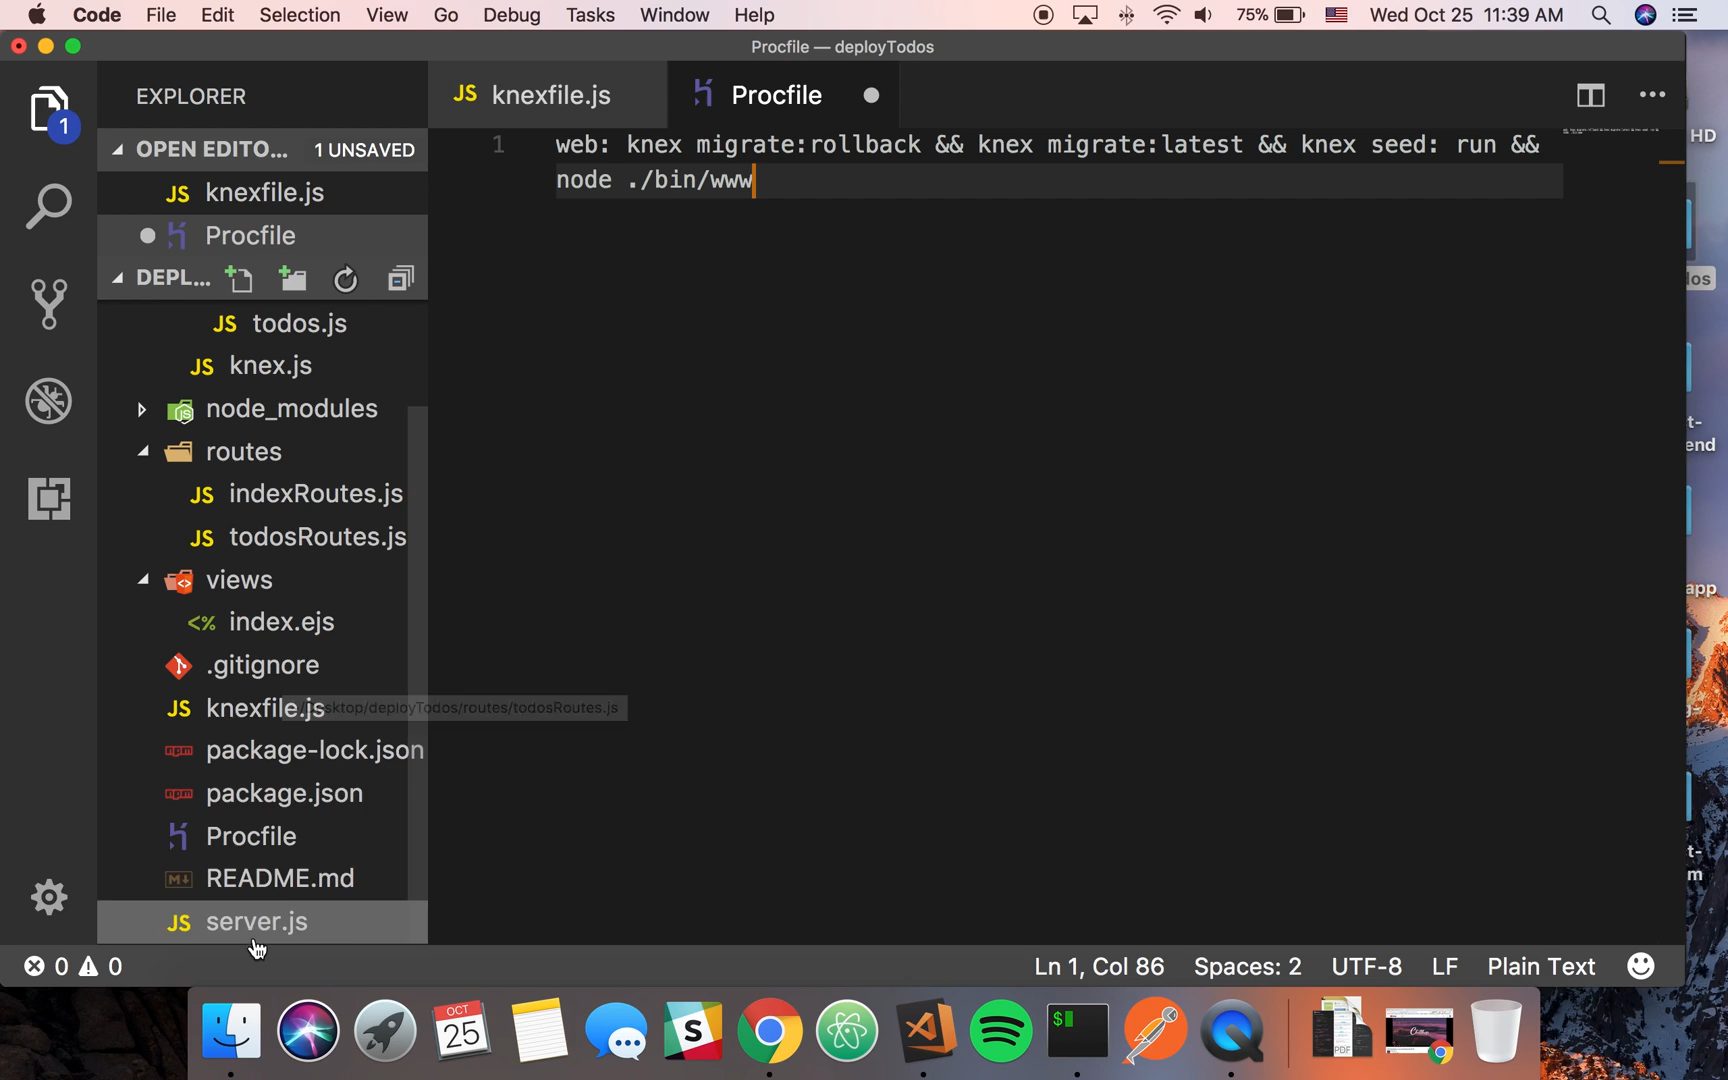 Code File Edit Selection View Go Debug Tasks Window Help 75% Wed Oct 25 11:39 AM
Procfile — deployTodos
EXPLORER
1
OPEN EDITO... 1 UNSAVED
JS knexfile.js
Procfile
DEPL...
JS todos.js
JS knex.js
node_modules
routes
JS indexRoutes.js
JS todosRoutes.js
views
<% index.ejs
.gitignore
JS knexfile.js
package-lock.json
package.json
Procfile
README.md
JS server.js
JS knexfile.js Procfile
1 web: knex migrate:rollback && knex migrate:latest && knex seed: run &&
node ./bin/www
sktop/deployTodos/routes/todosRoutes.js
0 0 Ln 1, Col 86 Spaces: 2 UTF-8 LF Plain Text
HD
os
t-
end
app
t-
m
OCT
25
S
$
PDF